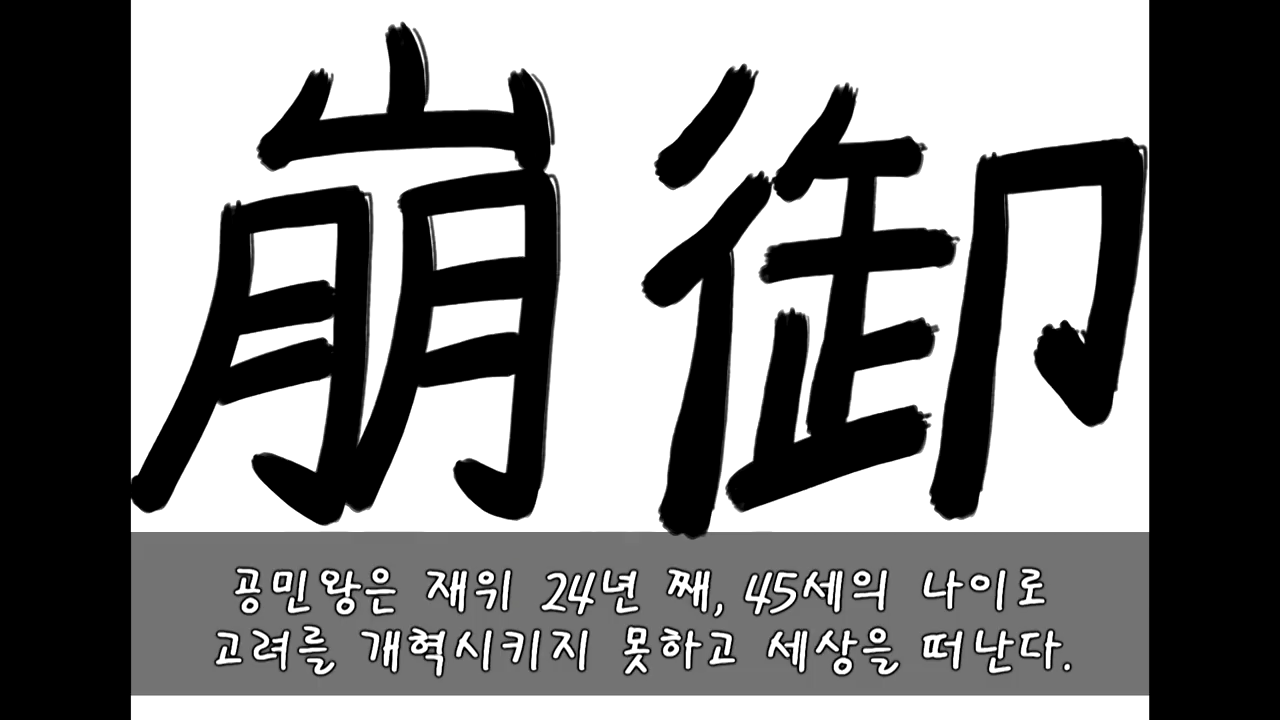 崩御
공민왕은 재위 24년 째, 45세의 나이로
고려를 개혁시키지 못하고 세상을 떠난다.